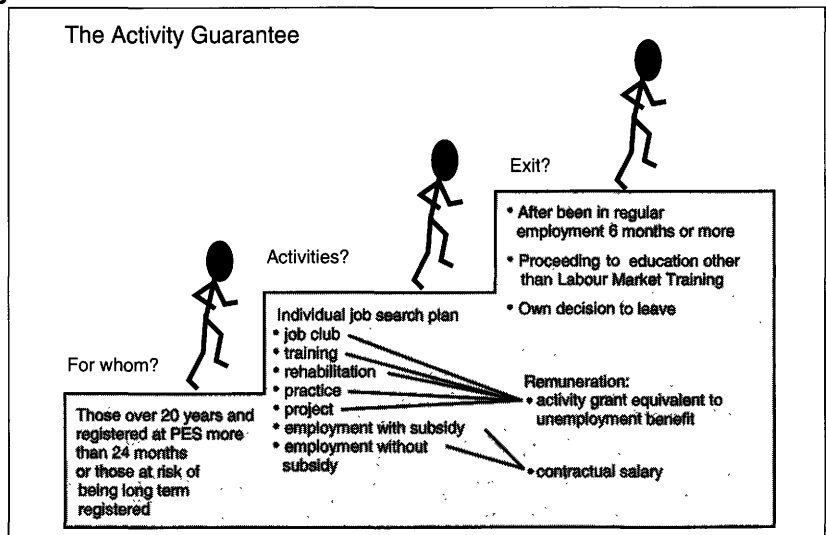 The Activity Guarantee
For whom?
Those over 20 years and
registered at PES more
than 24 months
or those at risk of
being long term
registered
Activities?
Individual job search plan
* job club
* training
* rehabilitation
* practice
* project
* employment with subsidy
* employment without
subsidy
Exit?
* After been in regular
employment 6 months or more
* Proceeding to education other
than Labour Market Training
* Own decision to leave
Remuneration:
* activity grant equivalent to
unemployment benefit
* contractual salary